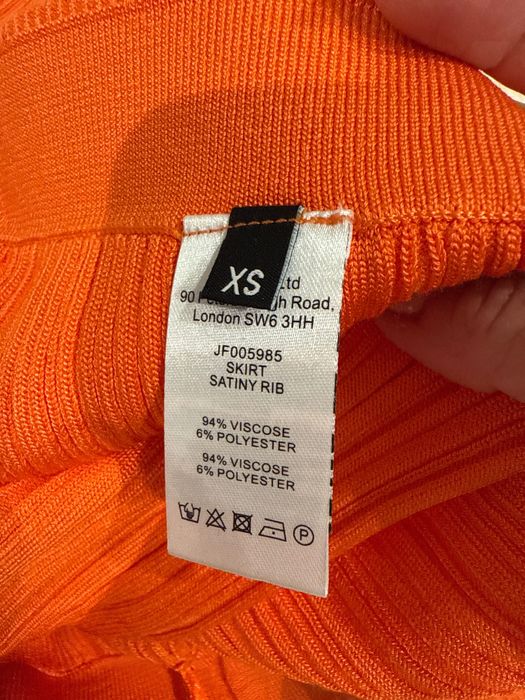 XS
Ltd
90 Road,
London SW6 3HH
JF005985
SKIRT
SATINY RIB
94% VISCOSE
6% POLYESTER
94% VISCOSE
6% POLYESTER
P